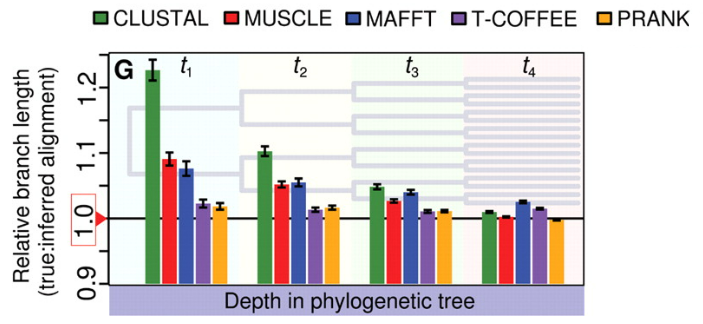 CLUSTAL MUSCLE MAFFT T-COFFEE PRANK
G t1 t2 t3 t4
Relative branch length
(true:inferred alignment)
1.2
1.1
1.0
0.9
Depth in phylogenetic tree